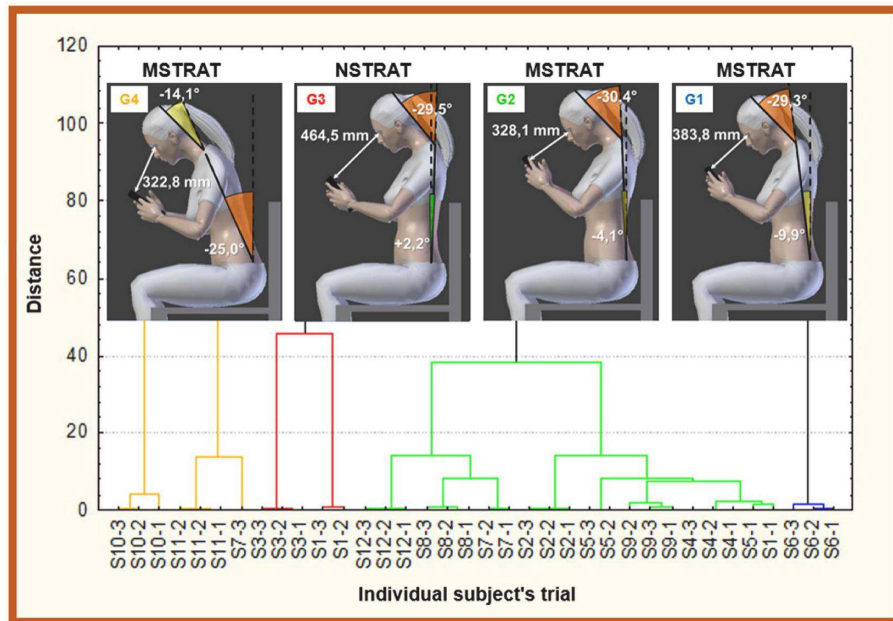 120
100
80
60
40
20
0
Distance
MSTRAT
G4
-14,1°
322,8 mm
-25,0°
NSTRAT
G3
-29,5°
464,5 mm
+2,2°
MSTRAT
G2
-30,4°
328,1 mm
-4,1°
MSTRAT
G1
-29,3°
383,8 mm
-9,9°
S10-3
S10-2
S10-1
S11-2
S11-2
S11-1
S7-3
S3-3
S3-2
S3-1
S1-3
S1-2
S12-3
S12-2
S12-1
S8-3
S8-2
S8-1
S7-2
S7-1
S2-3
S2-2
S2-1
S5-3
S5-2
S9-2
S9-3
S9-1
S4-3
S4-2
S4-1
S5-1
S1-1
S6-3
S6-2
S6-1
Individual subject's trial